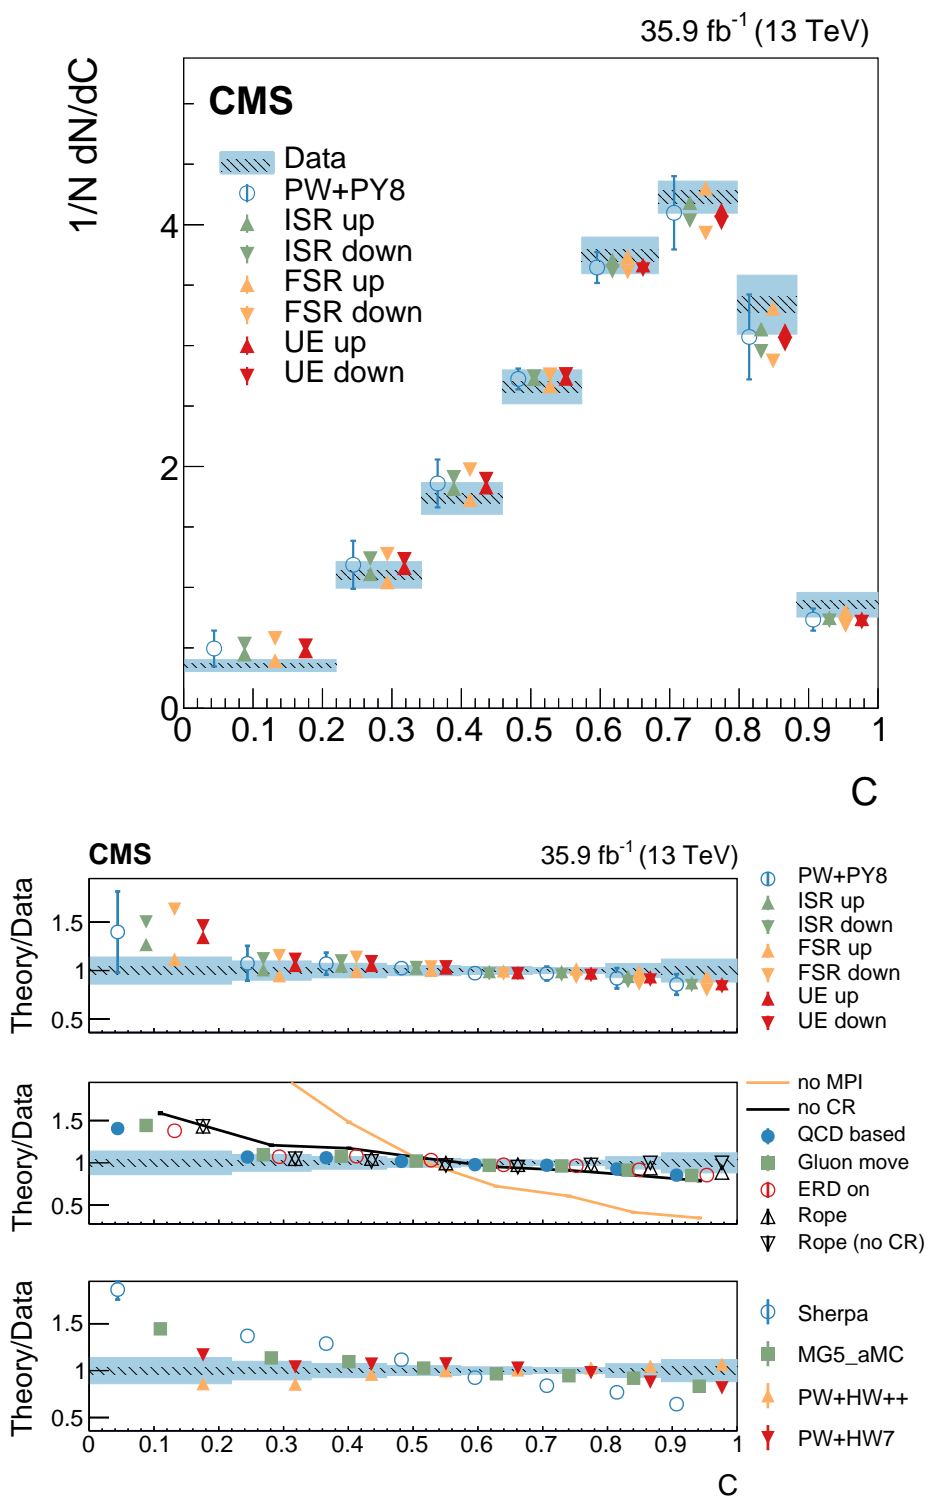 35.9 fb⁻¹ (13 TeV)
1/N dN/dC
CMS
Data
PW+PY8
ISR up
ISR down
FSR up
FSR down
UE up
UE down
4
2
0
0 0.1 0.2 0.3 0.4 0.5 0.6 0.7 0.8 0.9 1
C
CMS 35.9 fb⁻¹ (13 TeV)
Theory/Data
1.5
1
0.5
PW+PY8
ISR up
ISR down
FSR up
FSR down
UE up
UE down
Theory/Data
1.5
1
0.5
no MPI
no CR
QCD based
Gluon move
ERD on
Rope
Rope (no CR)
Theory/Data
1.5
1
0.5
Sherpa
MG5_aMC
PW+HW++
PW+HW7
0 0.1 0.2 0.3 0.4 0.5 0.6 0.7 0.8 0.9 1
C